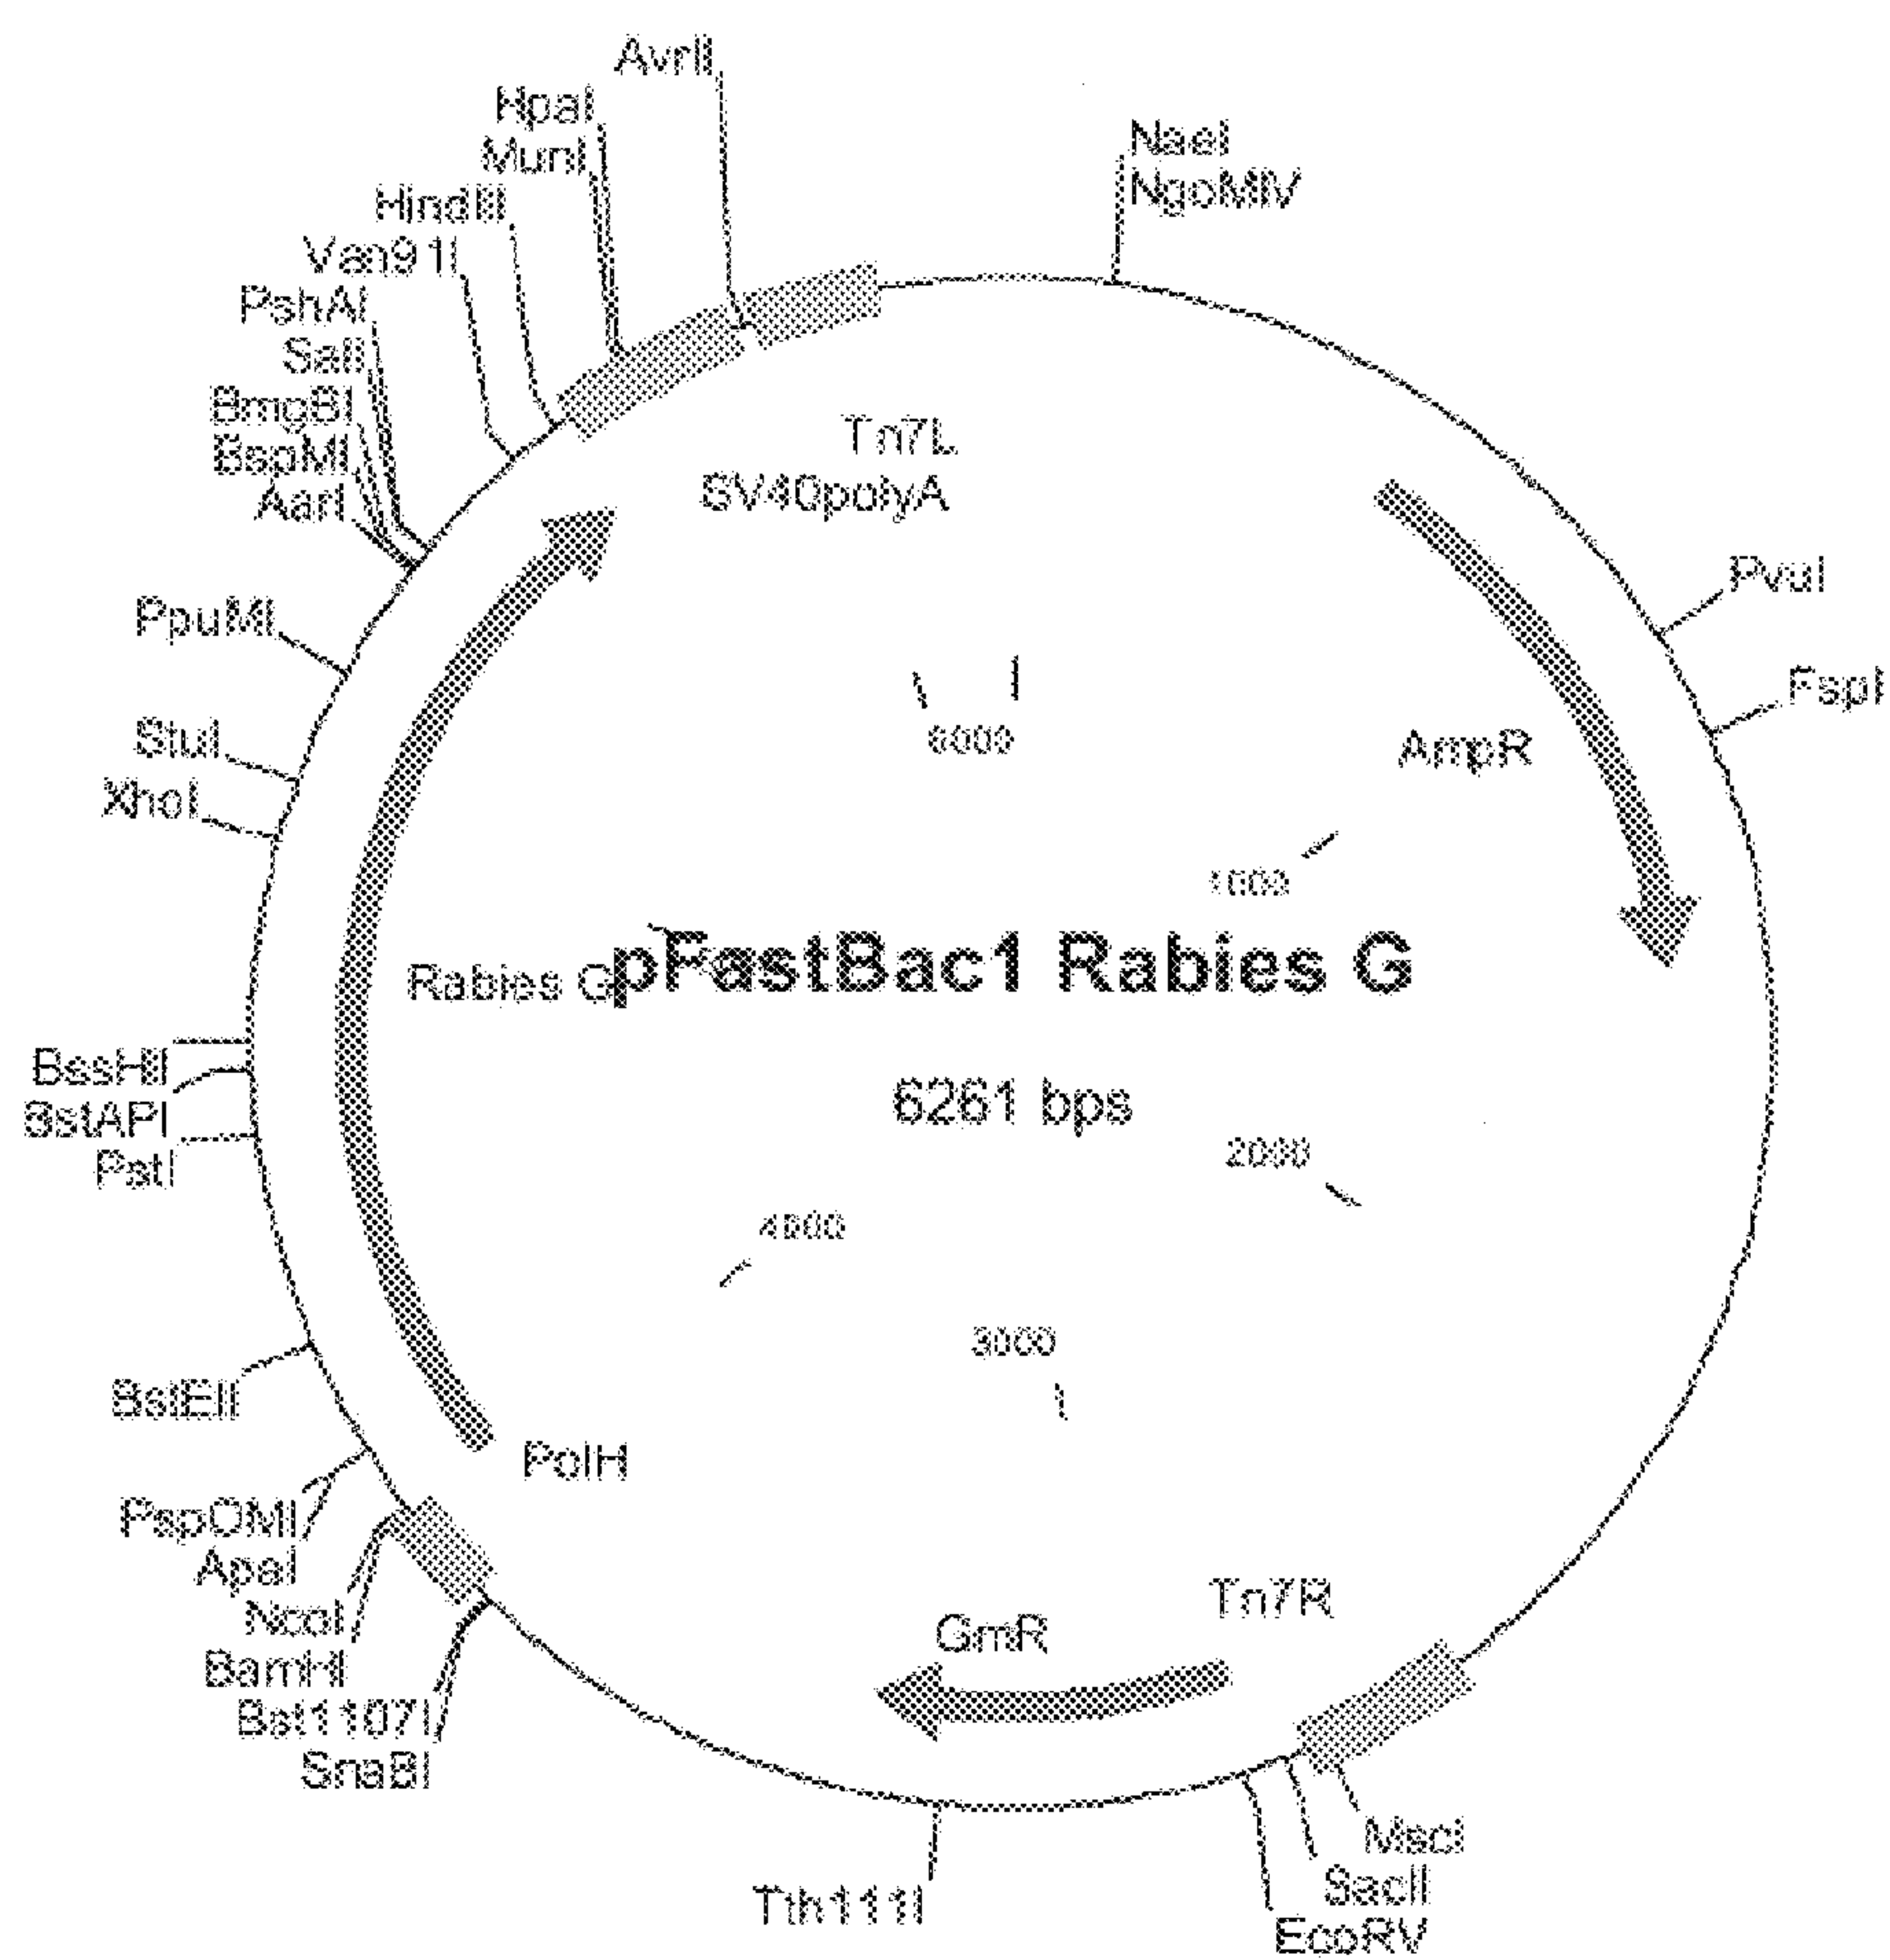 AvrII
HpaI
MunI
NaeI
NgoMIV
HindIII
Van91I
PshAI
SalI
BmgBI
BspMI
AarI
Tn7L
SV40polyA
PvuI
PpuMI
FspI
StuI
6000
AmpR
XhoI
1000
Rabies G
pFastBac1 Rabies G
BssHII
6261 bps
BstAPI
PstI
2000
4000
3000
BstEII
PolH
PspOMI
ApaI
NcoI
Tn7R
GmR
BamHI
Bst1107I
SnaBI
MscI
SacII
Tth111I
EcoRV